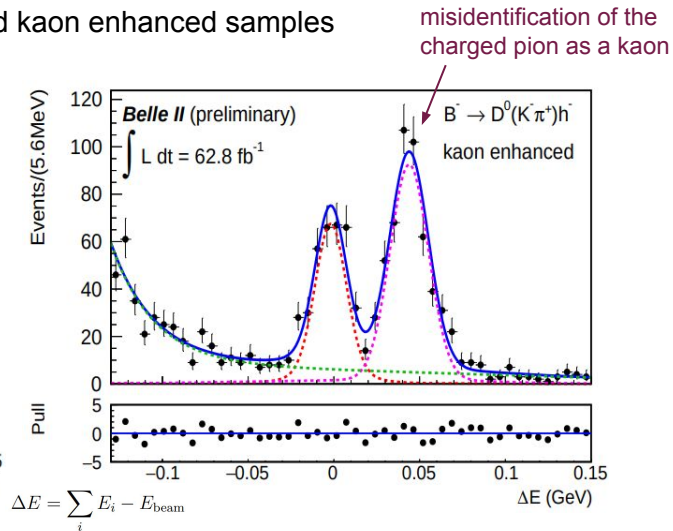 d kaon enhanced samples
misidentification of the
charged pion as a kaon
Belle II (preliminary)
∫ L dt = 62.8 fb⁻¹
B⁻ → D⁰(K⁻π⁺)h⁻
kaon enhanced
Events/(5.6MeV)
120
100
80
60
40
20
0
Pull
5
0
−5
−0.1 −0.05 0 0.05 0.1 0.15
ΔE (GeV)
ΔE = ∑ᵢ Eᵢ − E_beam